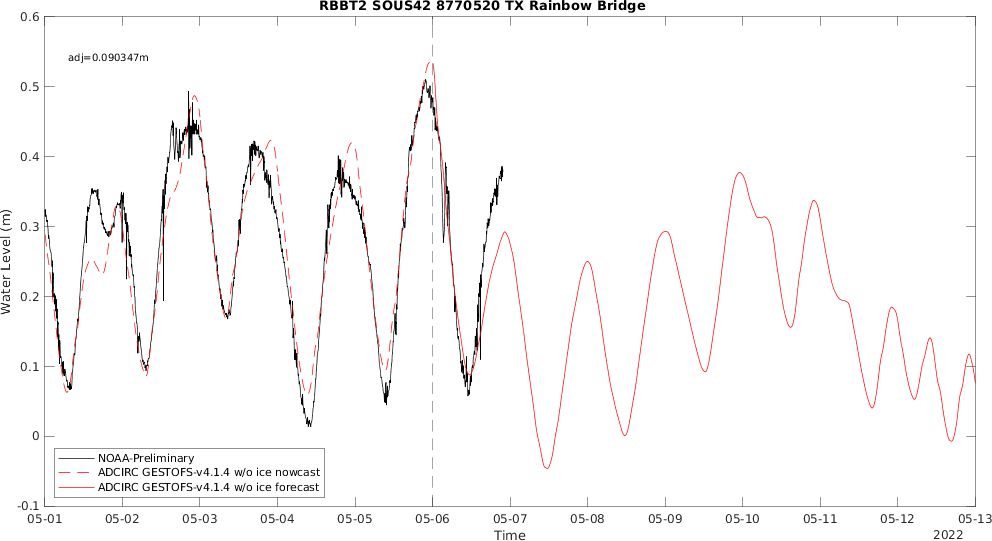 RBBT2 SOUS42 8770520 TX Rainbow Bridge
adj=0.090347m
Water Level (m)
0.6
0.5
0.4
0.3
0.2
0.1
0
-0.1
NOAA-Preliminary
ADCIRC GESTOFS-v4.1.4 w/o ice nowcast
ADCIRC GESTOFS-v4.1.4 w/o ice forecast
05-01 05-02 05-03 05-04 05-05 05-06 05-07 05-08 05-09 05-10 05-11 05-12 05-13
Time
2022